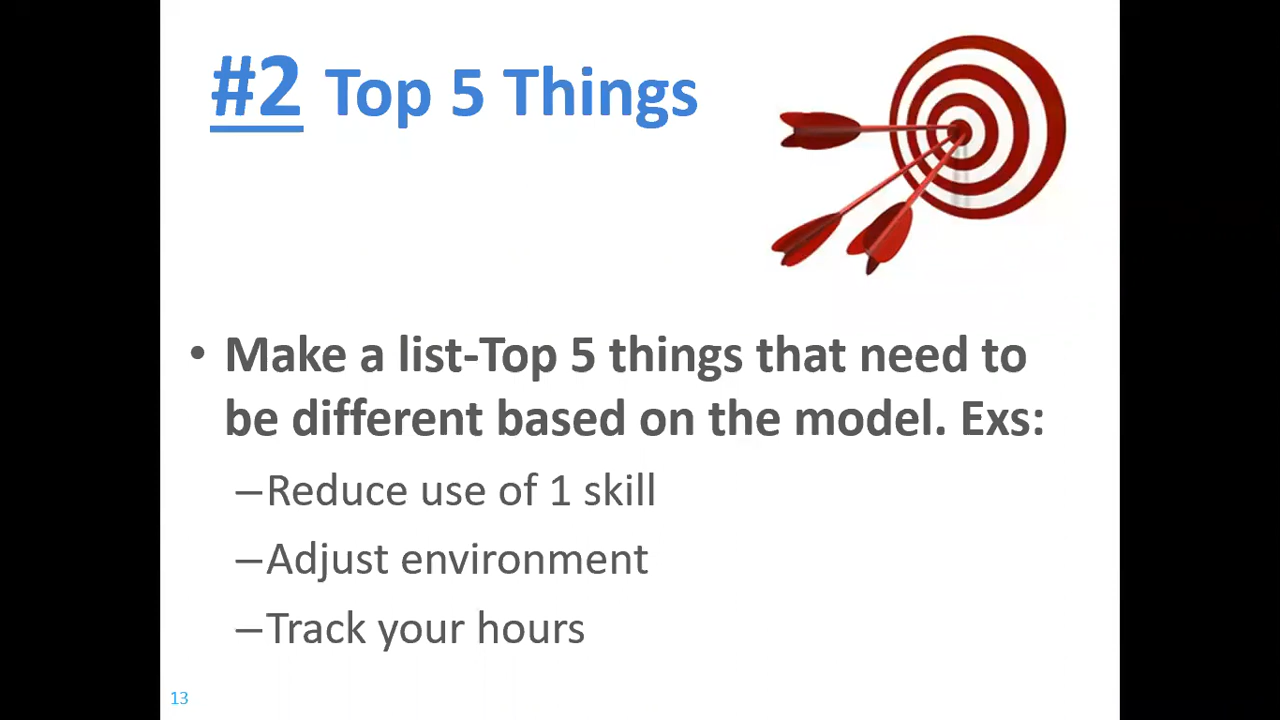 #2 Top 5 Things
• Make a list-Top 5 things that need to
be different based on the model. Exs:
–Reduce use of 1 skill
–Adjust environment
–Track your hours
13